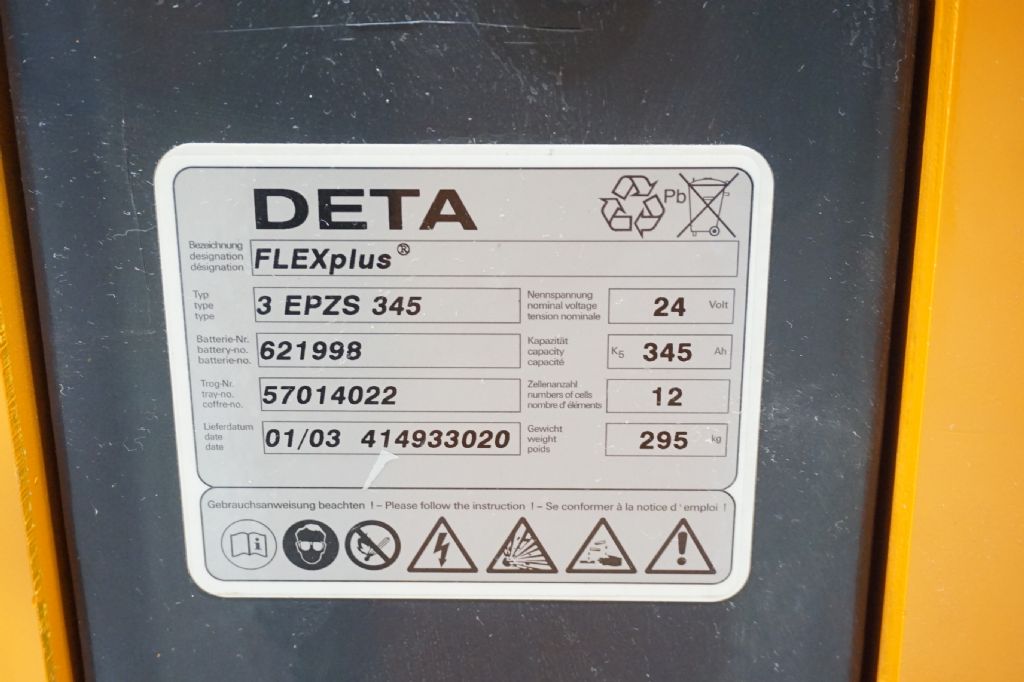 DETA
Pb
Bezeichnung
designation
désignation
FLEXplus®
Typ
type
type
3 EPZS 345
Nennspannung
nominal voltage
tension nominale
24 Volt
Batterie-Nr.
battery-no.
batterie-no.
621998
Kapazität
capacity
capacité
K5 345 Ah
Trog-Nr.
tray-no.
coffre-no.
57014022
Zellenanzahl
numbers of cells
nombre d'éléments
12
Lieferdatum
date
date
01/03 414933020
Gewicht
weight
poids
295 kg
Gebrauchsanweisung beachten ! – Please follow the instruction ! – Se conformer à la notice d'emploi !